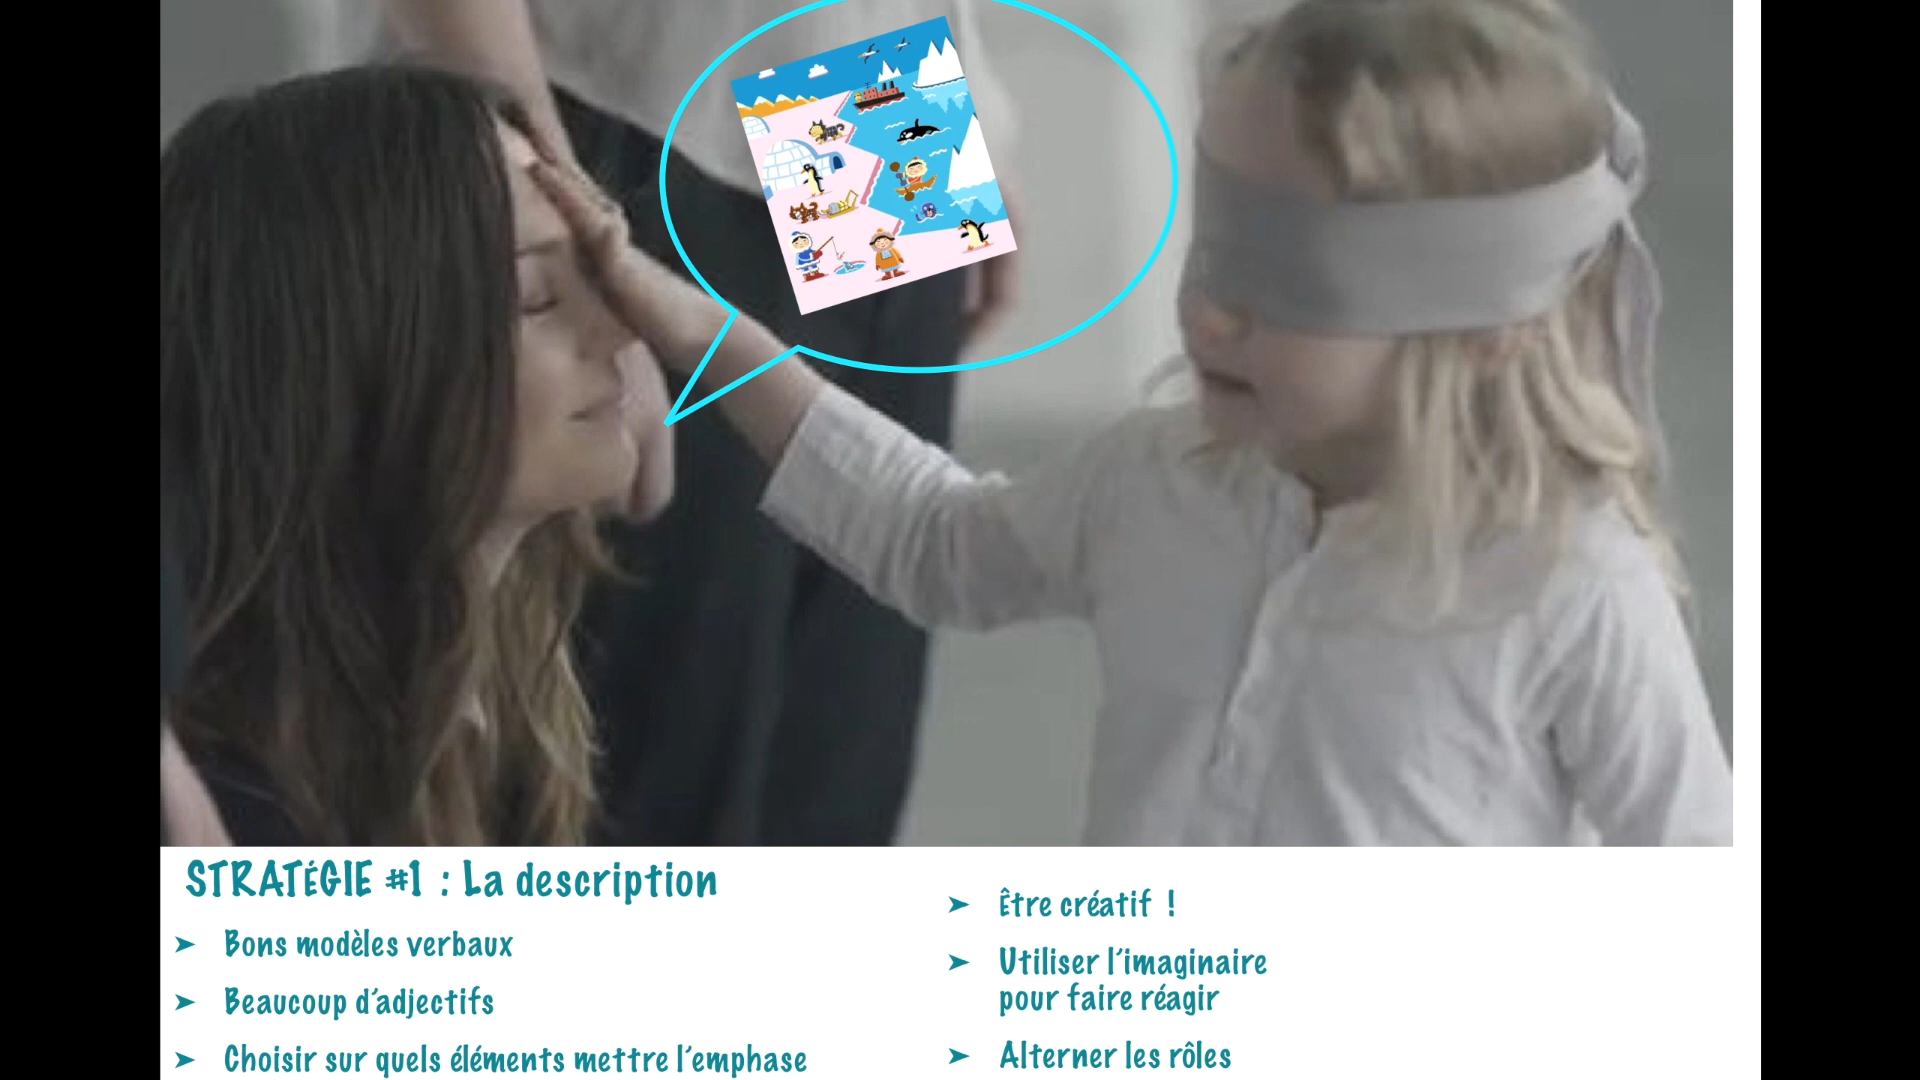 STRATÉGIE #1 : La description
➤ Bons modèles verbaux
➤ Beaucoup d'adjectifs
➤ Choisir sur quels éléments mettre l'emphase
➤ Être créatif !
➤ Utiliser l'imaginaire
pour faire réagir
➤ Alterner les rôles